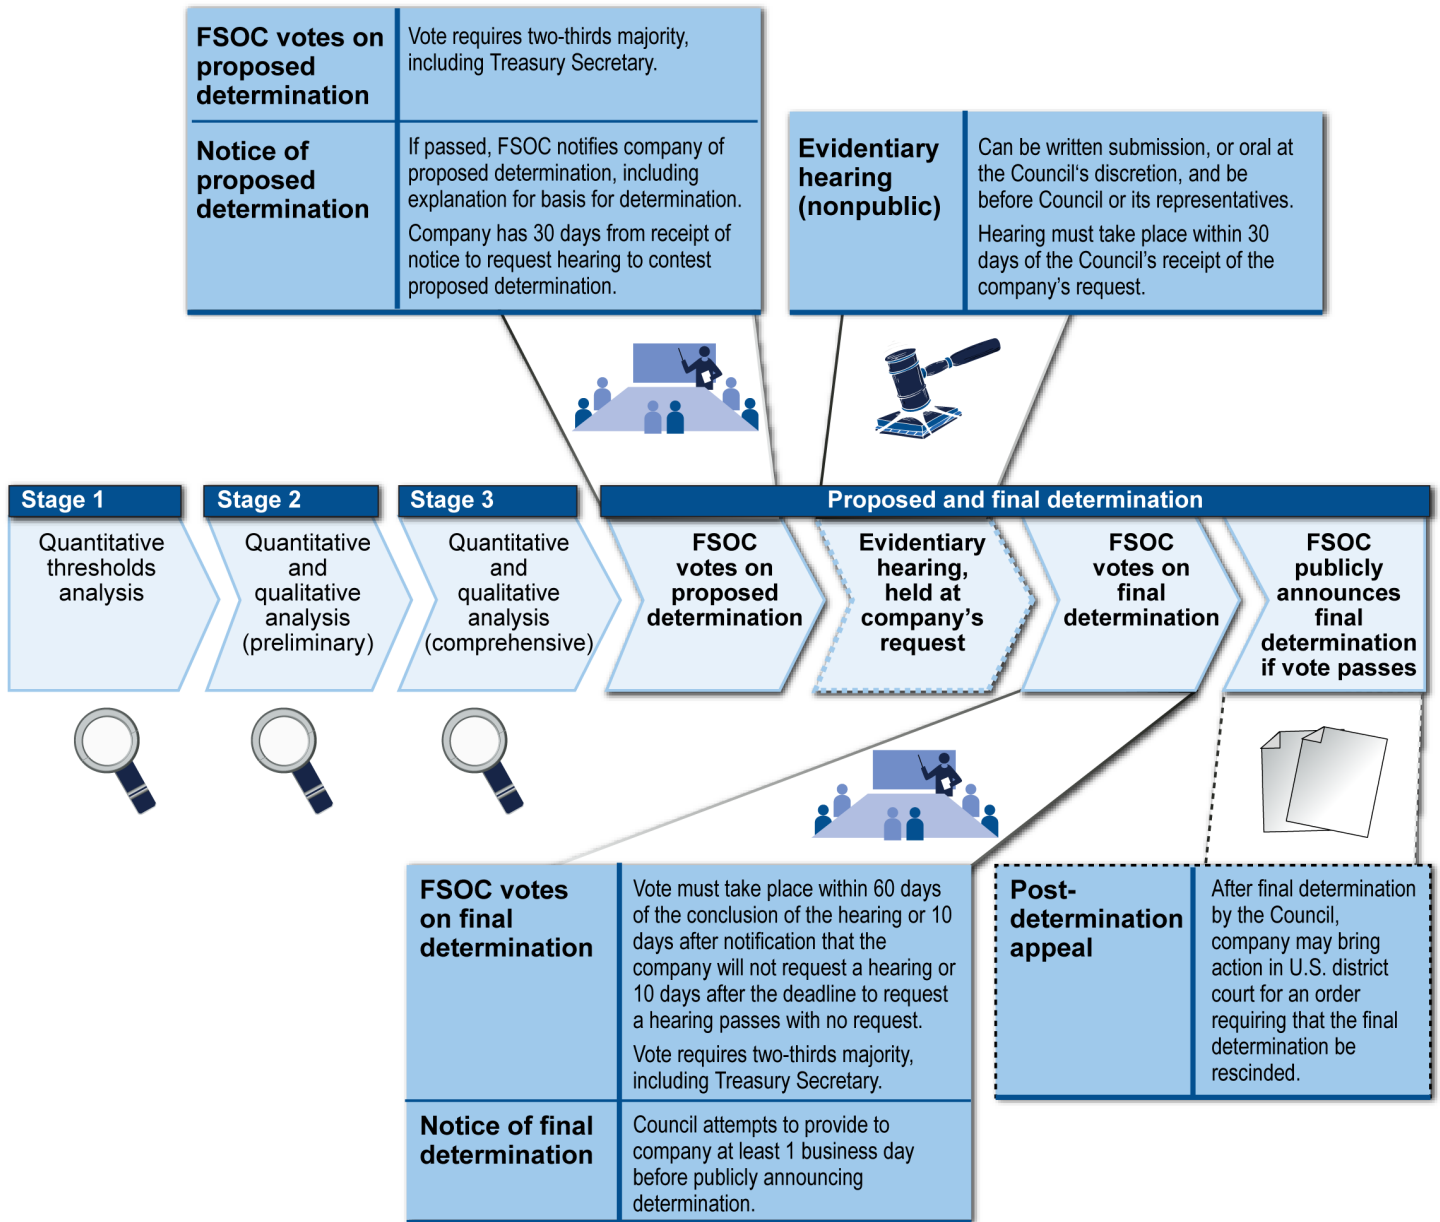 FSOC votes on
proposed
determination
Vote requires two-thirds majority,
including Treasury Secretary.
Notice of
proposed
determination
If passed, FSOC notifies company of
proposed determination, including
explanation for basis for determination.
Company has 30 days from receipt of
notice to request hearing to contest
proposed determination.
Evidentiary
hearing
(nonpublic)
Can be written submission, or oral at
the Council‘s discretion, and be
before Council or its representatives.
Hearing must take place within 30
days of the Council’s receipt of the
company’s request.
Stage 1
Quantitative
thresholds
analysis
Stage 2
Quantitative
and
qualitative
analysis
(preliminary)
Stage 3
Quantitative
and
qualitative
analysis
(comprehensive)
Proposed and final determination
FSOC
votes on
proposed
determination
Evidentiary
hearing,
held at
company’s
request
FSOC
votes on
final
determination
FSOC
publicly
announces
final
determination
if vote passes
FSOC votes
on final
determination
Vote must take place within 60 days
of the conclusion of the hearing or 10
days after notification that the
company will not request a hearing or
10 days after the deadline to request
a hearing passes with no request.
Vote requires two-thirds majority,
including Treasury Secretary.
Notice of final
determination
Council attempts to provide to
company at least 1 business day
before publicly announcing
determination.
Post-
determination
appeal
After final determination
by the Council,
company may bring
action in U.S. district
court for an order
requiring that the final
determination be
rescinded.